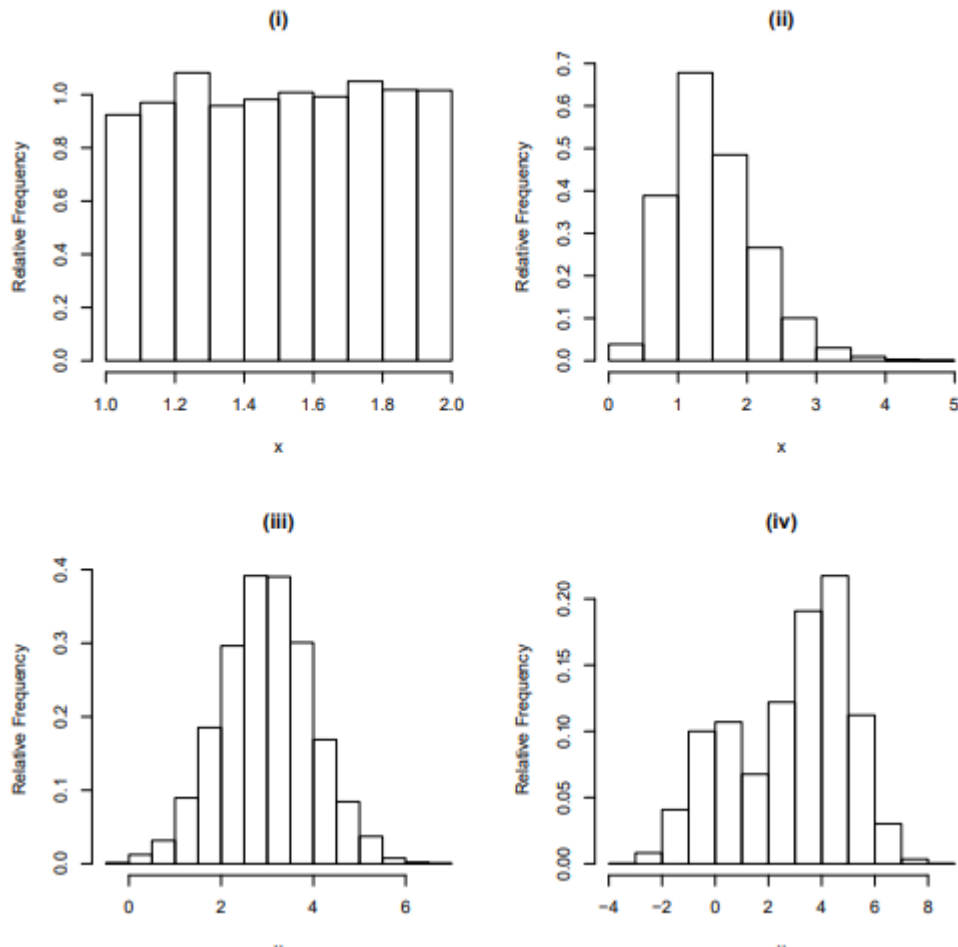 (i)
Relative Frequency
0.0 0.2 0.4 0.6 0.8 1.0
1.0 1.2 1.4 1.6 1.8 2.0
x
(ii)
Relative Frequency
0.0 0.1 0.2 0.3 0.4 0.5 0.6 0.7
0 1 2 3 4 5
x
(iii)
Relative Frequency
0.0 0.1 0.2 0.3 0.4
0 2 4 6
(iv)
Relative Frequency
0.00 0.05 0.10 0.15 0.20
−4 −2 0 2 4 6 8